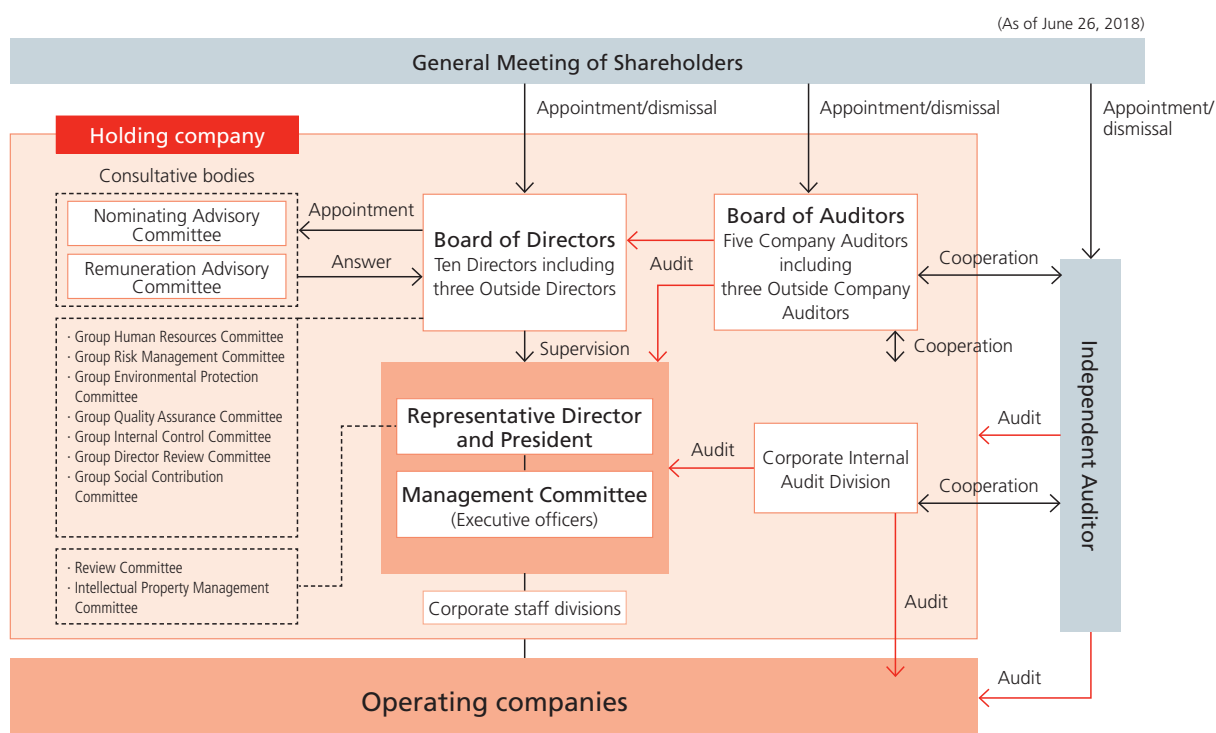 (As of June 26, 2018)
General Meeting of Shareholders
Appointment/dismissal
Appointment/dismissal
Appointment/
dismissal
Holding company
Consultative bodies
Nominating Advisory
Committee
Remuneration Advisory
Committee
Appointment
Answer
Board of Directors
Ten Directors including
three Outside Directors
Audit
Board of Auditors
Five Company Auditors
including
three Outside Company
Auditors
Cooperation
Cooperation
Supervision
· Group Human Resources Committee
· Group Risk Management Committee
· Group Environmental Protection
Committee
· Group Quality Assurance Committee
· Group Internal Control Committee
· Group Director Review Committee
· Group Social Contribution
Committee
Representative Director
and President
Management Committee
(Executive officers)
Audit
Corporate Internal
Audit Division
Audit
Cooperation
Independent Auditor
· Review Committee
· Intellectual Property Management
Committee
Corporate staff divisions
Audit
Audit
Operating companies